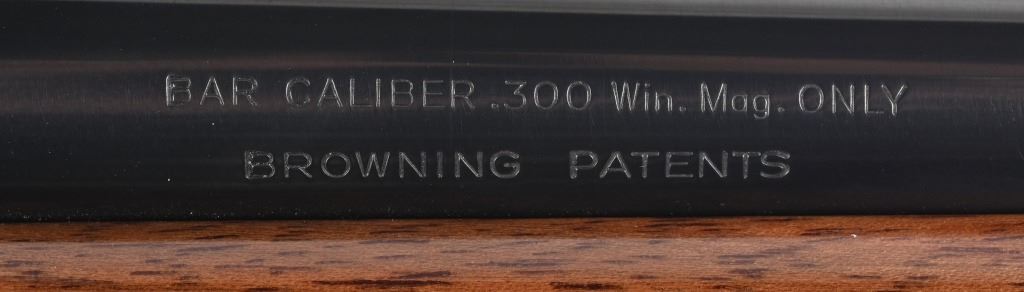 BAR CALIBER .300 Win. Mag. ONLY
BROWNING PATENTS